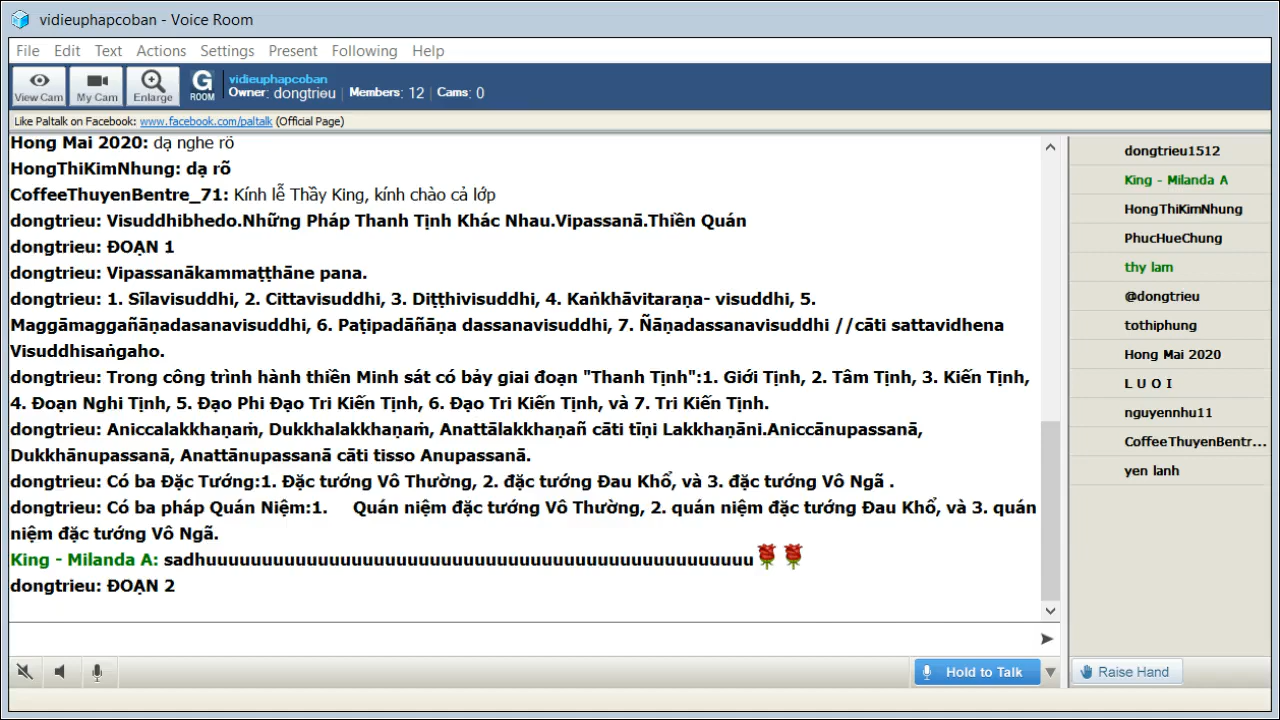 vidieuphapcoban - Voice Room
File Edit Text Actions Settings Present Following Help
View Cam My Cam Enlarge G ROOM
vidieuphapcoban
Owner: dongtrieu | Members: 12 | Cams: 0
Like Paltalk on Facebook: www.facebook.com/paltalk (Official Page)
Hong Mai 2020: dạ nghe rõ
HongThiKimNhung: dạ rõ
CoffeeThuyenBentre_71: Kính lễ Thầy King, kính chào cả lớp
dongtrieu: Visuddhibhedo.Những Pháp Thanh Tịnh Khác Nhau.Vipassanā.Thiền Quán
dongtrieu: ĐOẠN 1
dongtrieu: Vipassanākammaṭṭhāne pana.
dongtrieu: 1. Sīlavisuddhi, 2. Cittavisuddhi, 3. Diṭṭhivisuddhi, 4. Kaṅkhāvitaraṇa- visuddhi, 5.
Maggāmaggañāṇadasanavisuddhi, 6. Paṭipadāñāṇa dassanavisuddhi, 7. Ñāṇadassanavisuddhi //cāti sattavidhena
Visuddhisaṅgaho.
dongtrieu: Trong công trình hành thiền Minh sát có bảy giai đoạn "Thanh Tịnh":1. Giới Tịnh, 2. Tâm Tịnh, 3. Kiến Tịnh,
4. Đoạn Nghi Tịnh, 5. Đạo Phi Đạo Tri Kiến Tịnh, 6. Đạo Tri Kiến Tịnh, và 7. Tri Kiến Tịnh.
dongtrieu: Aniccalakkhaṇaṁ, Dukkhalakkhaṇaṁ, Anattālakkhaṇañ cāti tīṇi Lakkhaṇāni.Aniccānupassanā,
Dukkhānupassanā, Anattānupassanā cāti tisso Anupassanā.
dongtrieu: Có ba Đặc Tướng:1. Đặc tướng Vô Thường, 2. đặc tướng Đau Khổ, và 3. đặc tướng Vô Ngã .
dongtrieu: Có ba pháp Quán Niệm:1. Quán niệm đặc tướng Vô Thường, 2. quán niệm đặc tướng Đau Khổ, và 3. quán
niệm đặc tướng Vô Ngã.
King - Milanda A: sadhuuuuuuuuuuuuuuuuuuuuuuuuuuuuuuuuuuuuuuuuuuuuuuuuu
dongtrieu: ĐOẠN 2
Hold to Talk
dongtrieu1512
King - Milanda A
HongThiKimNhung
PhucHueChung
thy lam
@dongtrieu
tothiphung
Hong Mai 2020
L U O I
nguyennhu11
CoffeeThuyenBentr...
yen lanh
Raise Hand